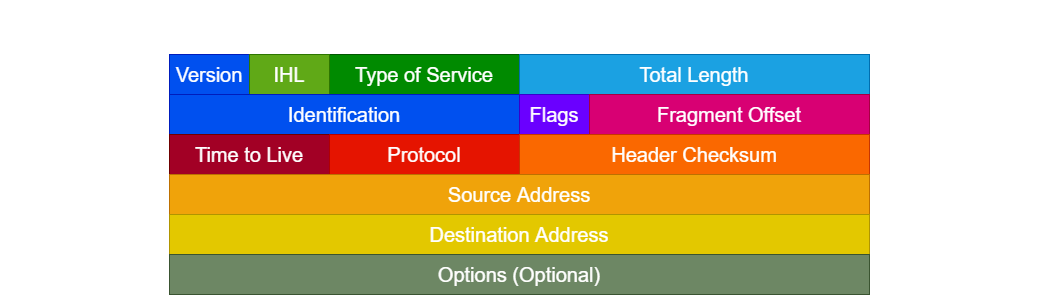 Version IHL Type of Service Total Length
Identification Flags Fragment Offset
Time to Live Protocol Header Checksum
Source Address
Destination Address
Options (Optional)